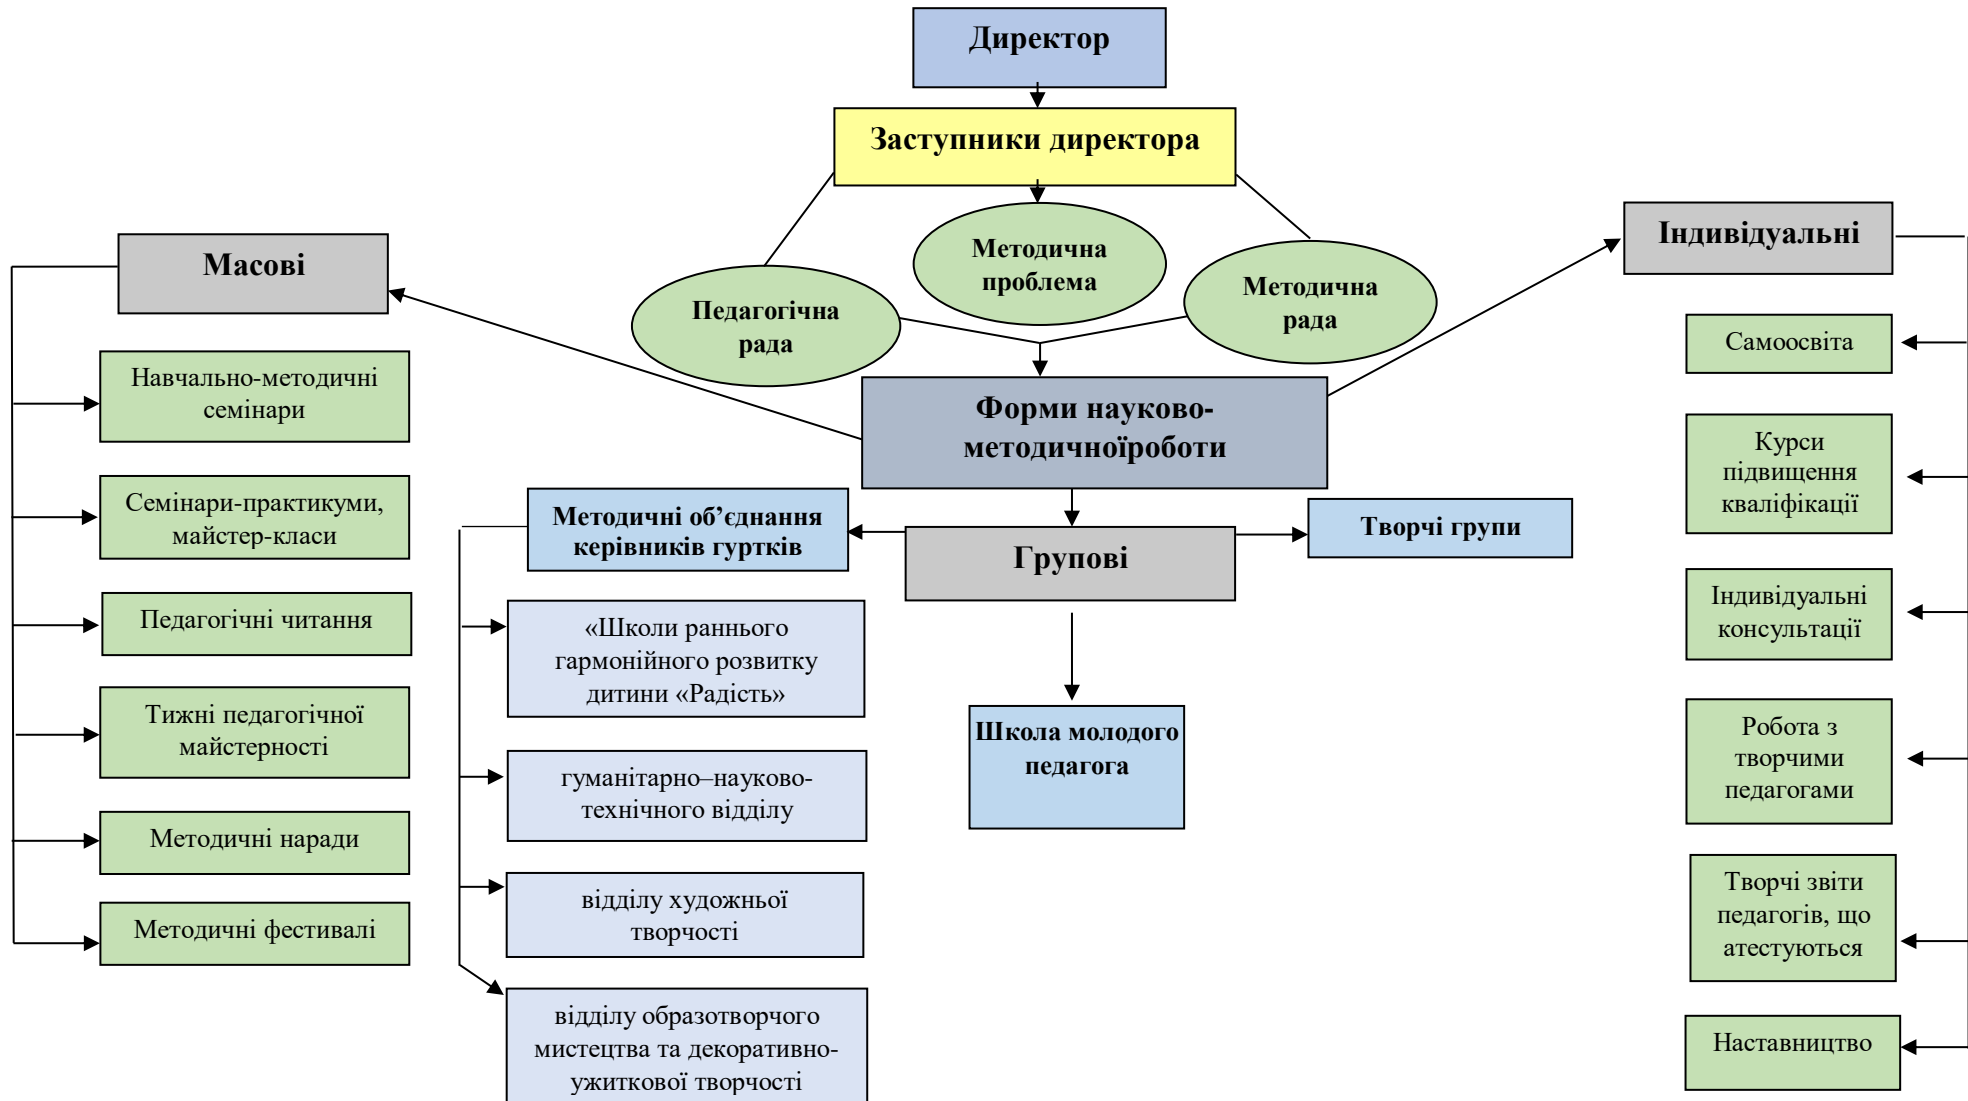 Директор
Заступники директора
Методична
проблема
Педагогічна
рада
Методична
рада
Масові
Індивідуальні
Форми науково-
методичноїроботи
Навчально-методичні
семінари
Семінари-практикуми,
майстер-класи
Педагогічні читання
Тижні педагогічної
майстерності
Методичні наради
Методичні фестивалі
Методичні об’єднання
керівників гуртків
Групові
Творчі групи
«Школи раннього
гармонійного розвитку
дитини «Радість»
гуманітарно–науково-
технічного відділу
відділу художньої
творчості
відділу образотворчого
мистецтва та декоративно-
ужиткової творчості
Школа молодого
педагога
Самоосвіта
Курси
підвищення
кваліфікації
Індивідуальні
консультації
Робота з
творчими
педагогами
Творчі звіти
педагогів, що
атестуються
Наставництво